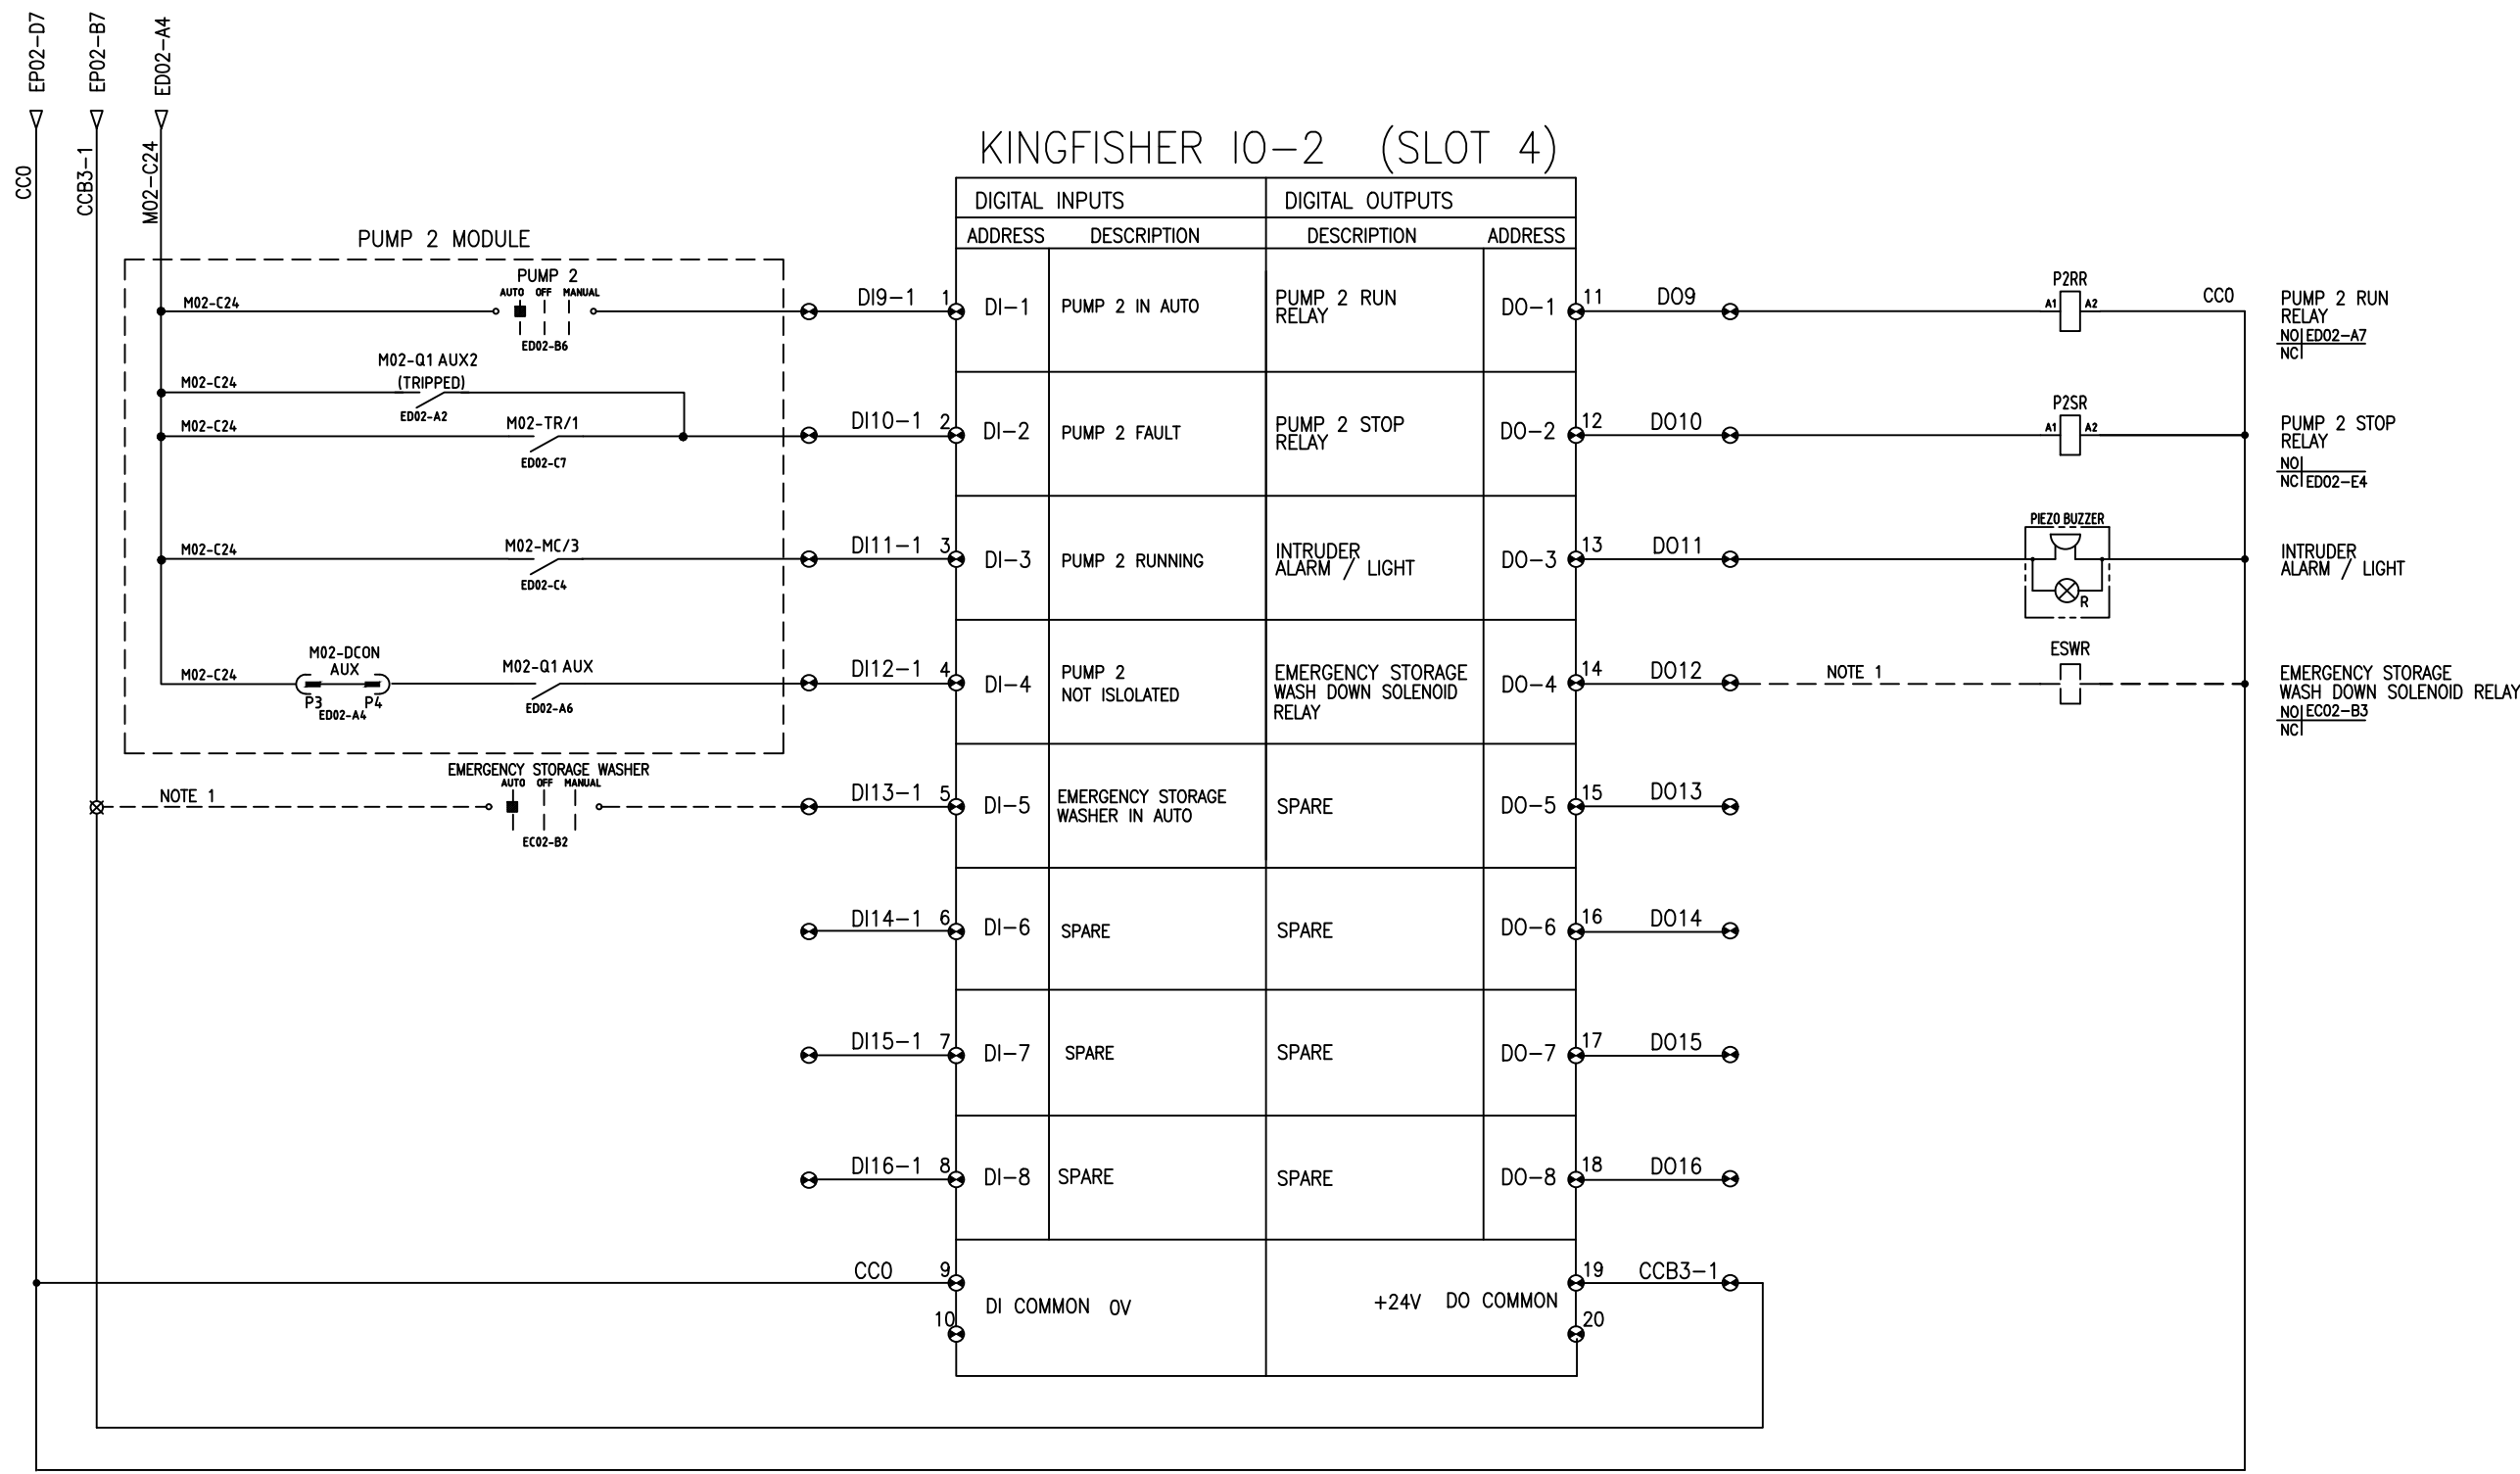 EP02-D7
EP02-B7
ED02-A4
CC0
CCB3-1
M02-C24
KINGFISHER IO-2 (SLOT 4)
DIGITAL INPUTS
DIGITAL OUTPUTS
ADDRESS
DESCRIPTION
DESCRIPTION
ADDRESS
PUMP 2 MODULE
PUMP 2
AUTO OFF MANUAL
M02-C24
ED02-B6
DI9-1
1
DI-1
PUMP 2 IN AUTO
PUMP 2 RUN
RELAY
DO-1
11
DO9
P2RR
A1
A2
CC0
PUMP 2 RUN
RELAY
NO ED02-A7
NC
M02-Q1 AUX2
(TRIPPED)
M02-C24
ED02-A2
M02-C24
M02-TR/1
ED02-C7
DI10-1
2
DI-2
PUMP 2 FAULT
PUMP 2 STOP
RELAY
DO-2
12
DO10
P2SR
A1
A2
PUMP 2 STOP
RELAY
NO
NC ED02-E4
M02-C24
M02-MC/3
ED02-C4
DI11-1
3
DI-3
PUMP 2 RUNNING
INTRUDER
ALARM / LIGHT
DO-3
13
DO11
PIEZO BUZZER
R
INTRUDER
ALARM / LIGHT
M02-C24
M02-DCON
AUX
P3
P4
ED02-A4
M02-Q1 AUX
ED02-A6
DI12-1
4
DI-4
PUMP 2
NOT ISLOLATED
EMERGENCY STORAGE
WASH DOWN SOLENOID
RELAY
DO-4
14
DO12
NOTE 1
ESWR
EMERGENCY STORAGE
WASH DOWN SOLENOID RELAY
NO EC02-B3
NC
EMERGENCY STORAGE WASHER
AUTO OFF MANUAL
NOTE 1
EC02-B2
DI13-1
5
DI-5
EMERGENCY STORAGE
WASHER IN AUTO
SPARE
DO-5
15
DO13
DI14-1
6
DI-6
SPARE
SPARE
DO-6
16
DO14
DI15-1
7
DI-7
SPARE
SPARE
DO-7
17
DO15
DI16-1
8
DI-8
SPARE
SPARE
DO-8
18
DO16
CC0
9
DI COMMON 0V
+24V DO COMMON
19
CCB3-1
10
20